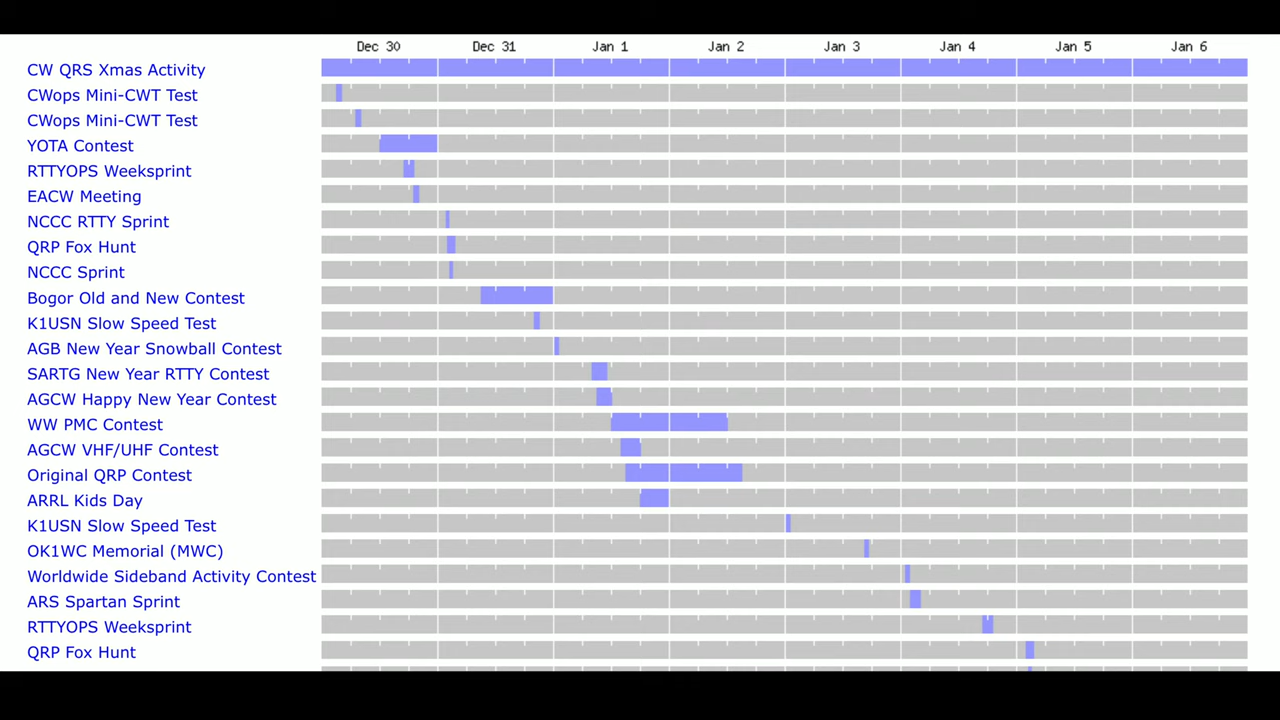 Dec 30 Dec 31 Jan 1 Jan 2 Jan 3 Jan 4 Jan 5 Jan 6
CW QRS Xmas Activity
CWops Mini-CWT Test
CWops Mini-CWT Test
YOTA Contest
RTTYOPS Weeksprint
EACW Meeting
NCCC RTTY Sprint
QRP Fox Hunt
NCCC Sprint
Bogor Old and New Contest
K1USN Slow Speed Test
AGB New Year Snowball Contest
SARTG New Year RTTY Contest
AGCW Happy New Year Contest
WW PMC Contest
AGCW VHF/UHF Contest
Original QRP Contest
ARRL Kids Day
K1USN Slow Speed Test
OK1WC Memorial (MWC)
Worldwide Sideband Activity Contest
ARS Spartan Sprint
RTTYOPS Weeksprint
QRP Fox Hunt